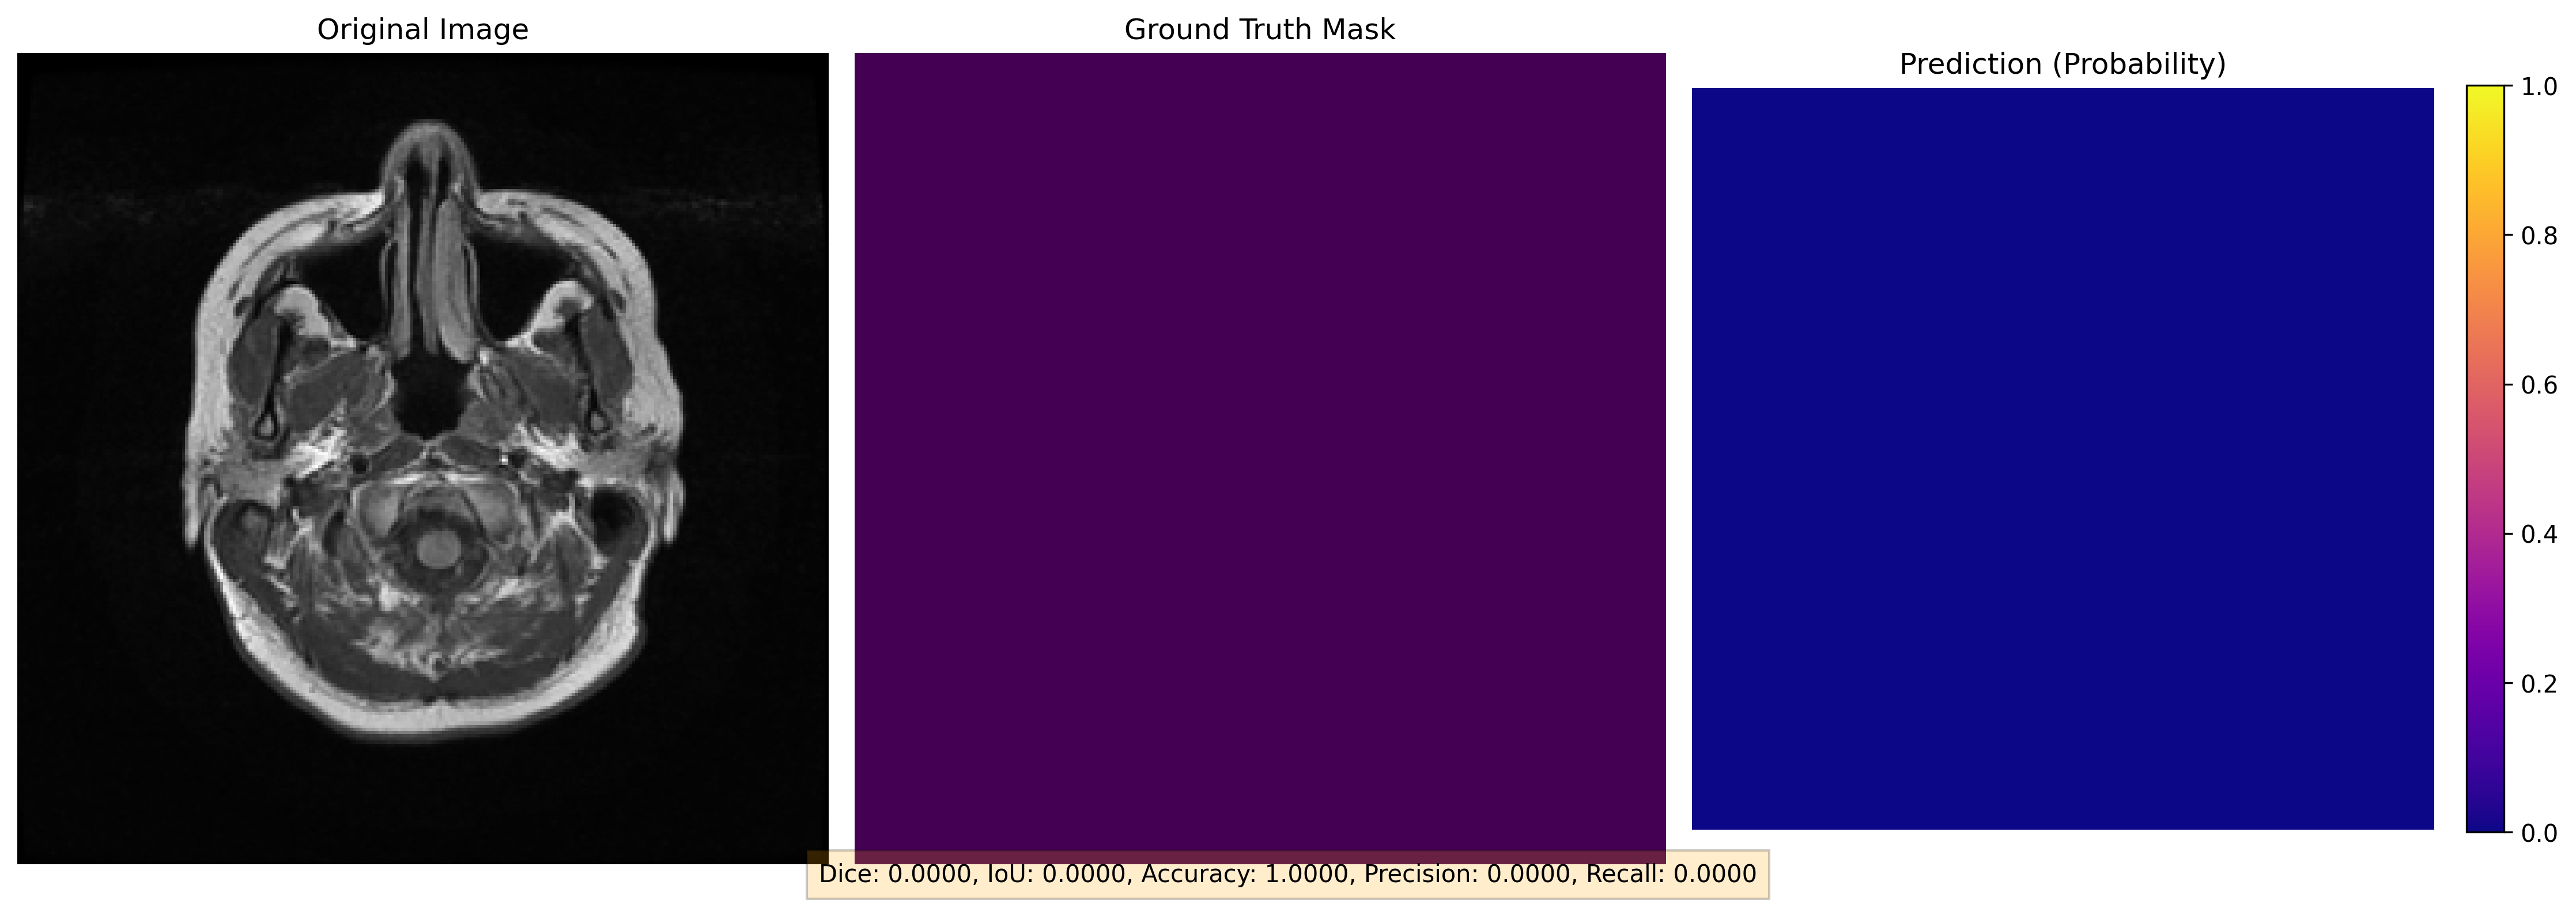 Original Image
Ground Truth Mask
Prediction (Probability)
1.0
0.8
0.6
0.4
0.2
0.0
Dice: 0.0000, IoU: 0.0000, Accuracy: 1.0000, Precision: 0.0000, Recall: 0.0000